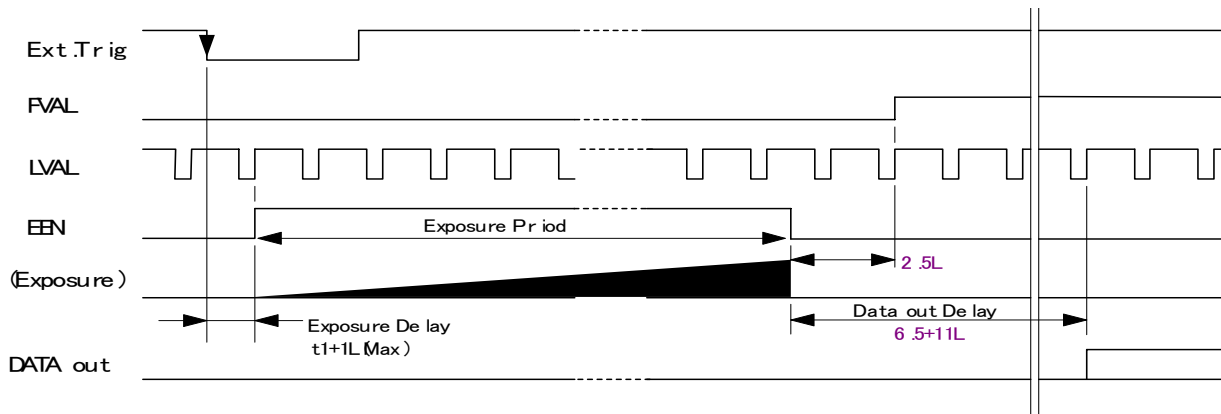 Ext.Trig
FVAL
LVAL
EEN
Exposure Priod
(Exposure)
2.5L
Exposure Delay
t1+1L(Max)
Data out Delay
6.5+11L
DATA out